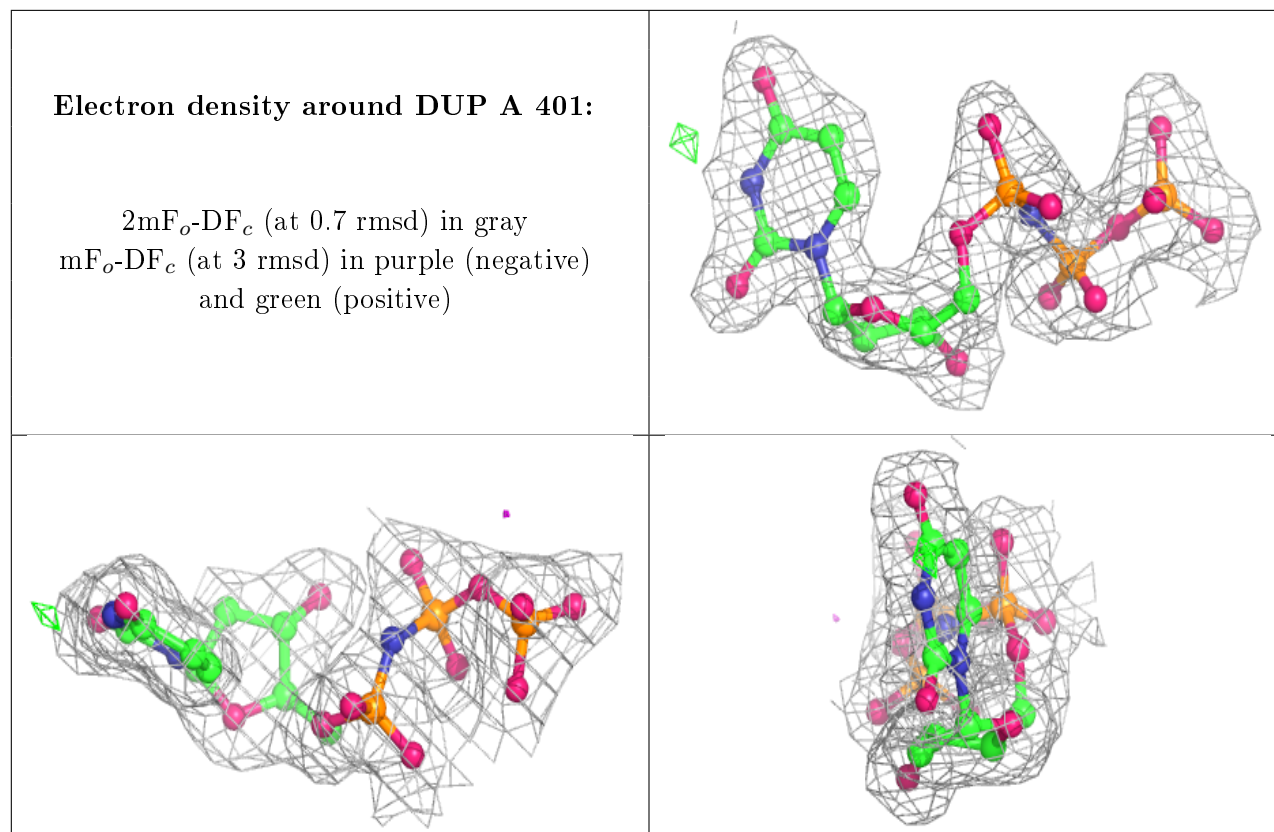 Electron density around DUP A 401:
2mFₒ-DF𝒸 (at 0.7 rmsd) in gray
mFₒ-DF𝒸 (at 3 rmsd) in purple (negative)
and green (positive)